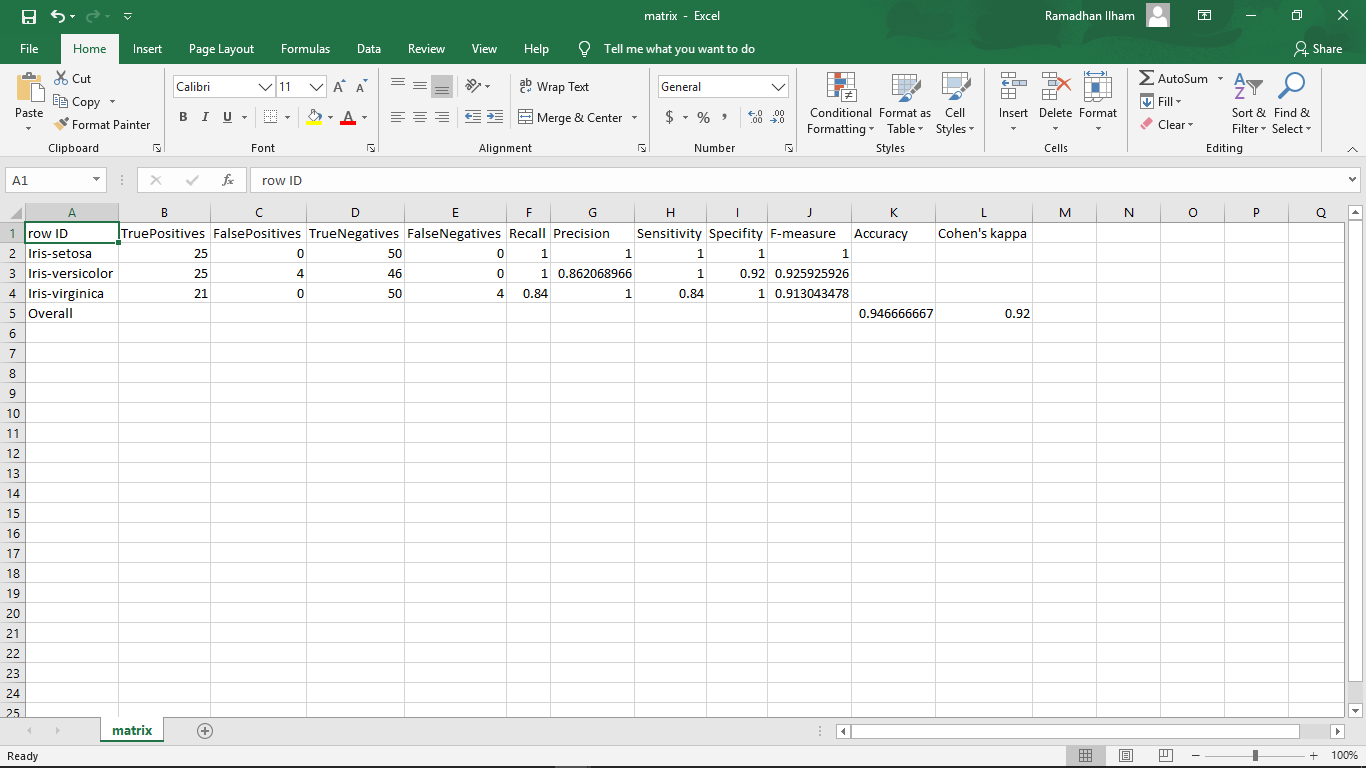 matrix - Excel
Ramadhan Ilham
File Home Insert Page Layout Formulas Data Review View Help Tell me what you want to do Share
Paste Cut Copy Format Painter Clipboard
Calibri 11 A A B I U A Font
ab Wrap Text Merge & Center Alignment
General $ % , Number
Conditional Formatting Format as Table Cell Styles Styles
Insert Delete Format Cells
AutoSum Fill Clear Sort & Filter Find & Select Editing
A1 fx row ID
A B C D E F G H I J K L M N O P Q
1 row ID TruePositives FalsePositives TrueNegatives FalseNegatives Recall Precision Sensitivity Specifity F-measure Accuracy Cohen's kappa
2 Iris-setosa 25 0 50 0 1 1 1 1 1
3 Iris-versicolor 25 4 46 0 1 0.862068966 1 0.92 0.925925926
4 Iris-virginica 21 0 50 4 0.84 1 0.84 1 0.913043478
5 Overall 0.946666667 0.92
6
7
8
9
10
11
12
13
14
15
16
17
18
19
20
21
22
23
24
25
matrix
Ready 100%